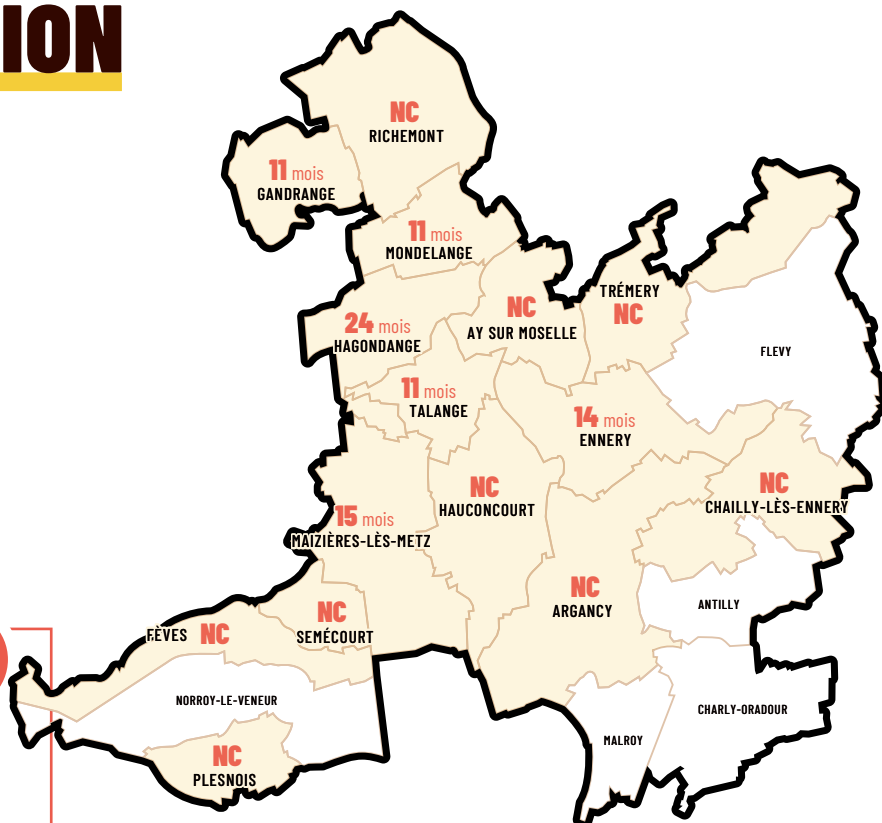 ION
NC
RICHEMONT
11 mois
GANDRANGE
11 mois
MONDELANGE
TRÉMERY
NC
NC
AY SUR MOSELLE
24 mois
HAGONDANGE
FLEVY
11 mois
TALANGE
14 mois
ENNERY
NC
HAUCONCOURT
NC
CHAILLY-LÈS-ENNERY
15 mois
MAIZIÈRES-LÈS-METZ
NC
ARGANCY
ANTILLY
NC
SEMÉCOURT
FÈVES NC
NORROY-LE-VENEUR
CHARLY-ORADOUR
MALROY
NC
PLESNOIS